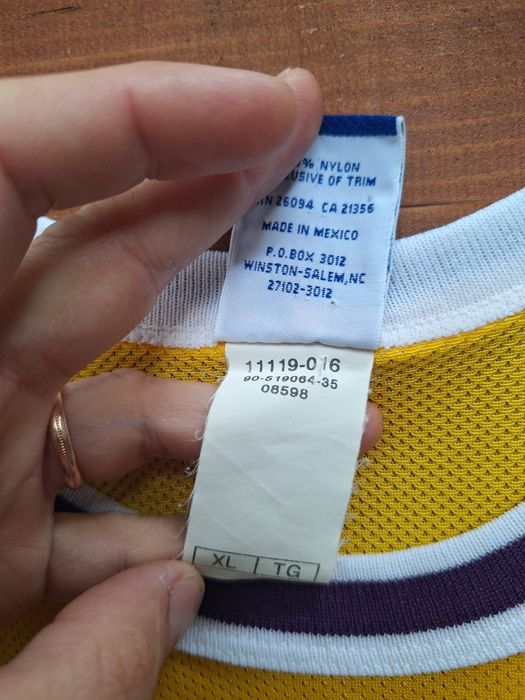 % NYLON
USIVE OF TRIM
N 26094 CA 21356
MADE IN MEXICO
P.O.BOX 3012
WINSTON-SALEM,NC
27102-3012
11119-016
90-519064-35
08598
XL TG